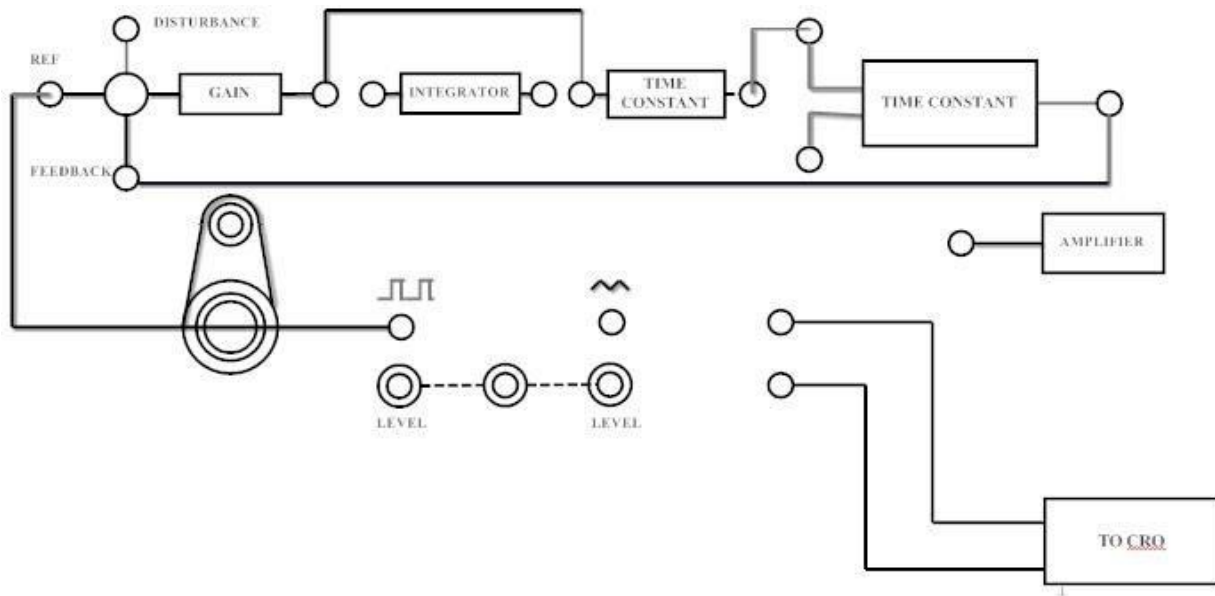 DISTURBANCE
REF
GAIN
INTEGRATOR
TIME
CONSTANT
TIME CONSTANT
FEEDBACK
AMPLIFIER
LEVEL
LEVEL
TO CRO